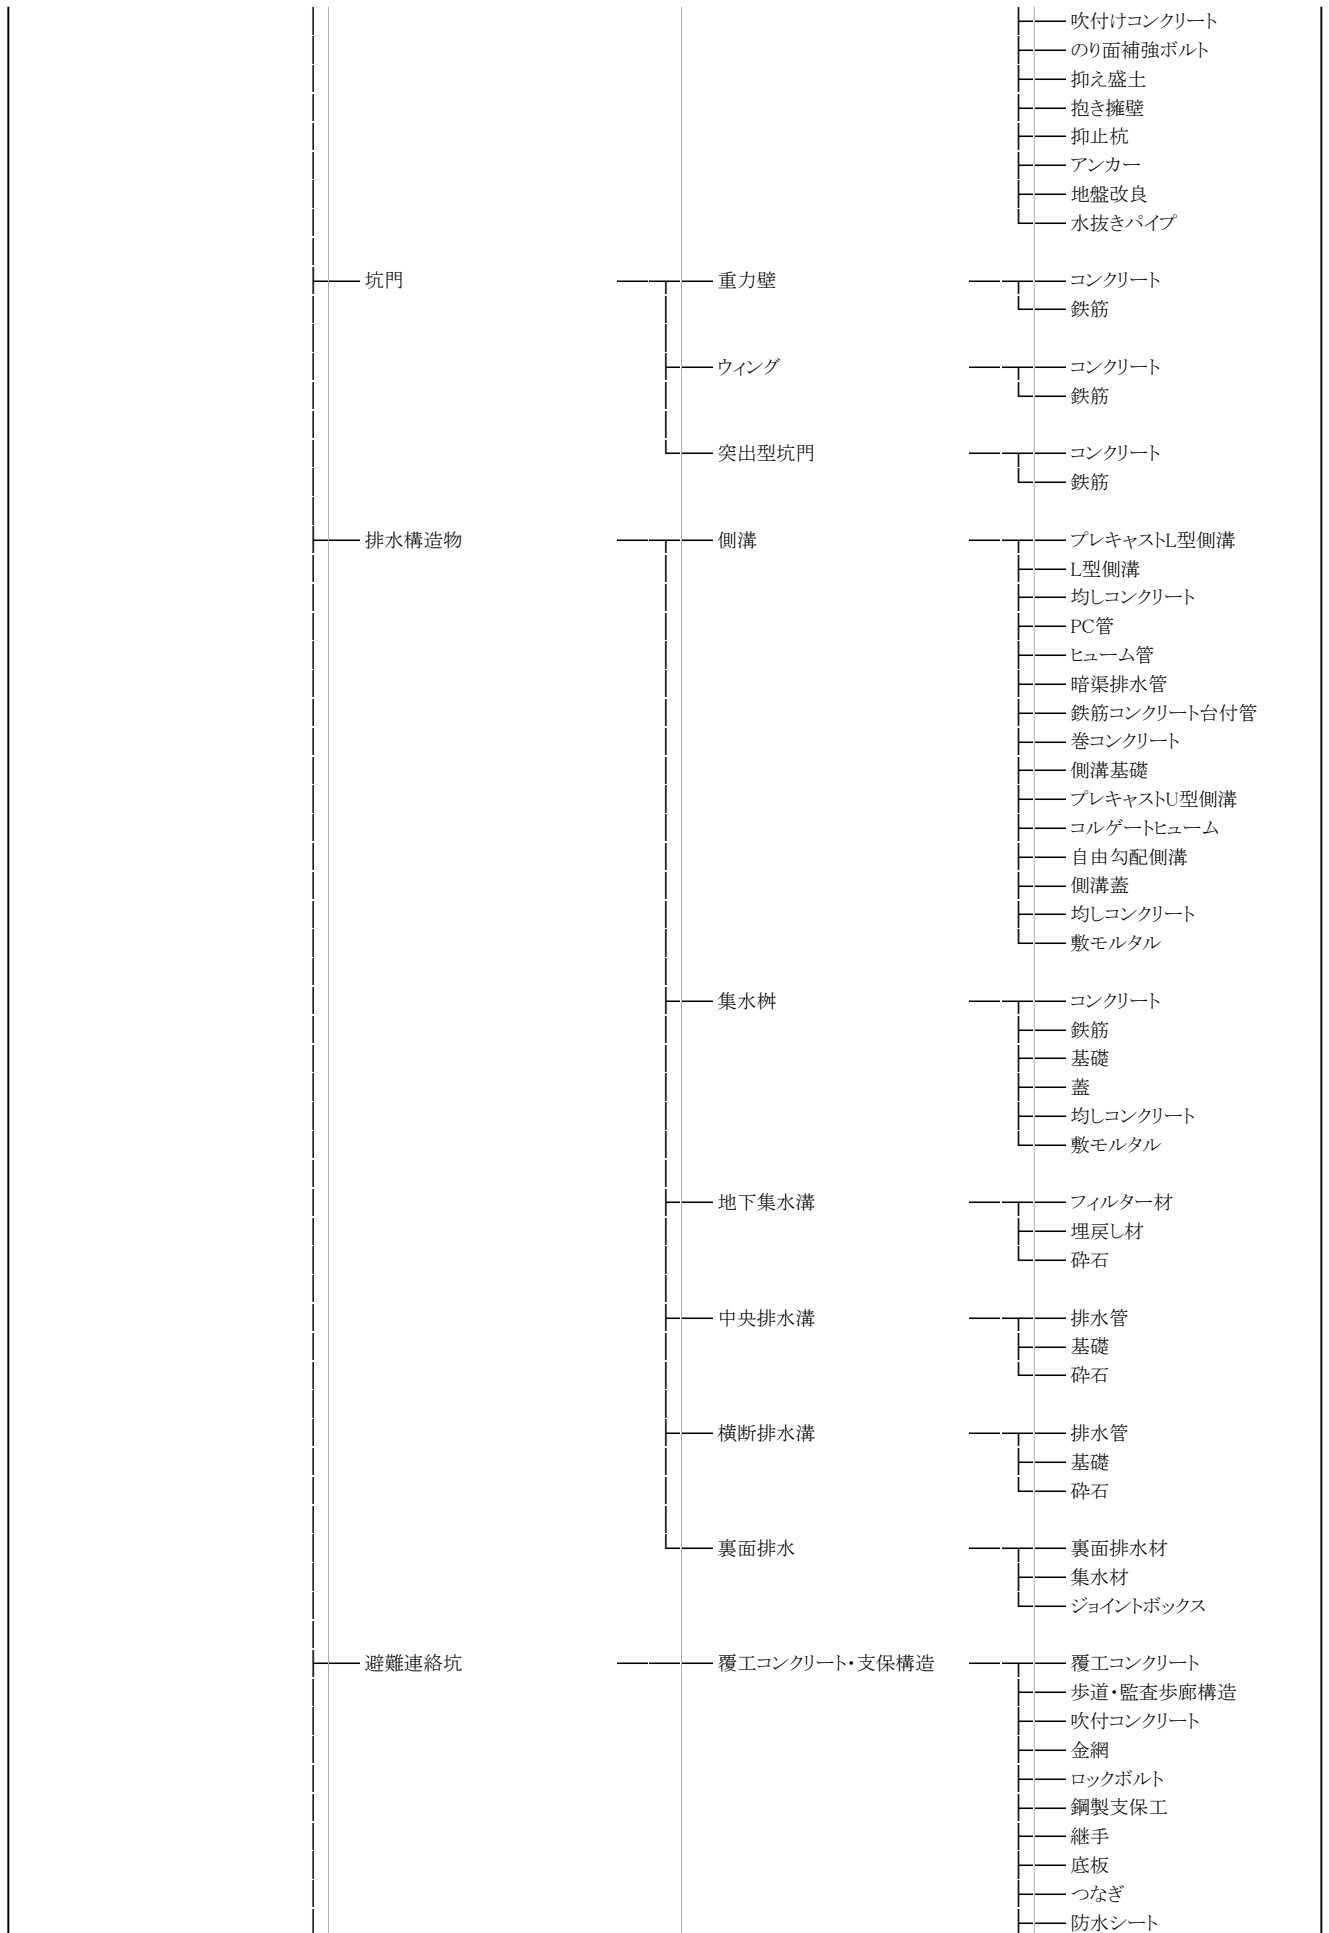 吹付けコンクリート
のり面補強ボルト
抑え盛土
抱き擁壁
抑止杭
アンカー
地盤改良
水抜きパイプ
坑門 重力壁 コンクリート
鉄筋
ウィング コンクリート
鉄筋
突出型坑門 コンクリート
鉄筋
排水構造物 側溝 プレキャストL型側溝
L型側溝
均しコンクリート
PC管
ヒューム管
暗渠排水管
鉄筋コンクリート台付管
巻コンクリート
側溝基礎
プレキャストU型側溝
コルゲートヒューム
自由勾配側溝
側溝蓋
均しコンクリート
敷モルタル
集水桝 コンクリート
鉄筋
基礎
蓋
均しコンクリート
敷モルタル
地下集水溝 フィルター材
埋戻し材
砕石
中央排水溝 排水管
基礎
砕石
横断排水溝 排水管
基礎
砕石
裏面排水 裏面排水材
集水材
ジョイントボックス
避難連絡坑 覆工コンクリート・支保構造 覆工コンクリート
歩道・監査歩廊構造
吹付コンクリート
金網
ロックボルト
鋼製支保工
継手
底板
つなぎ
防水シート